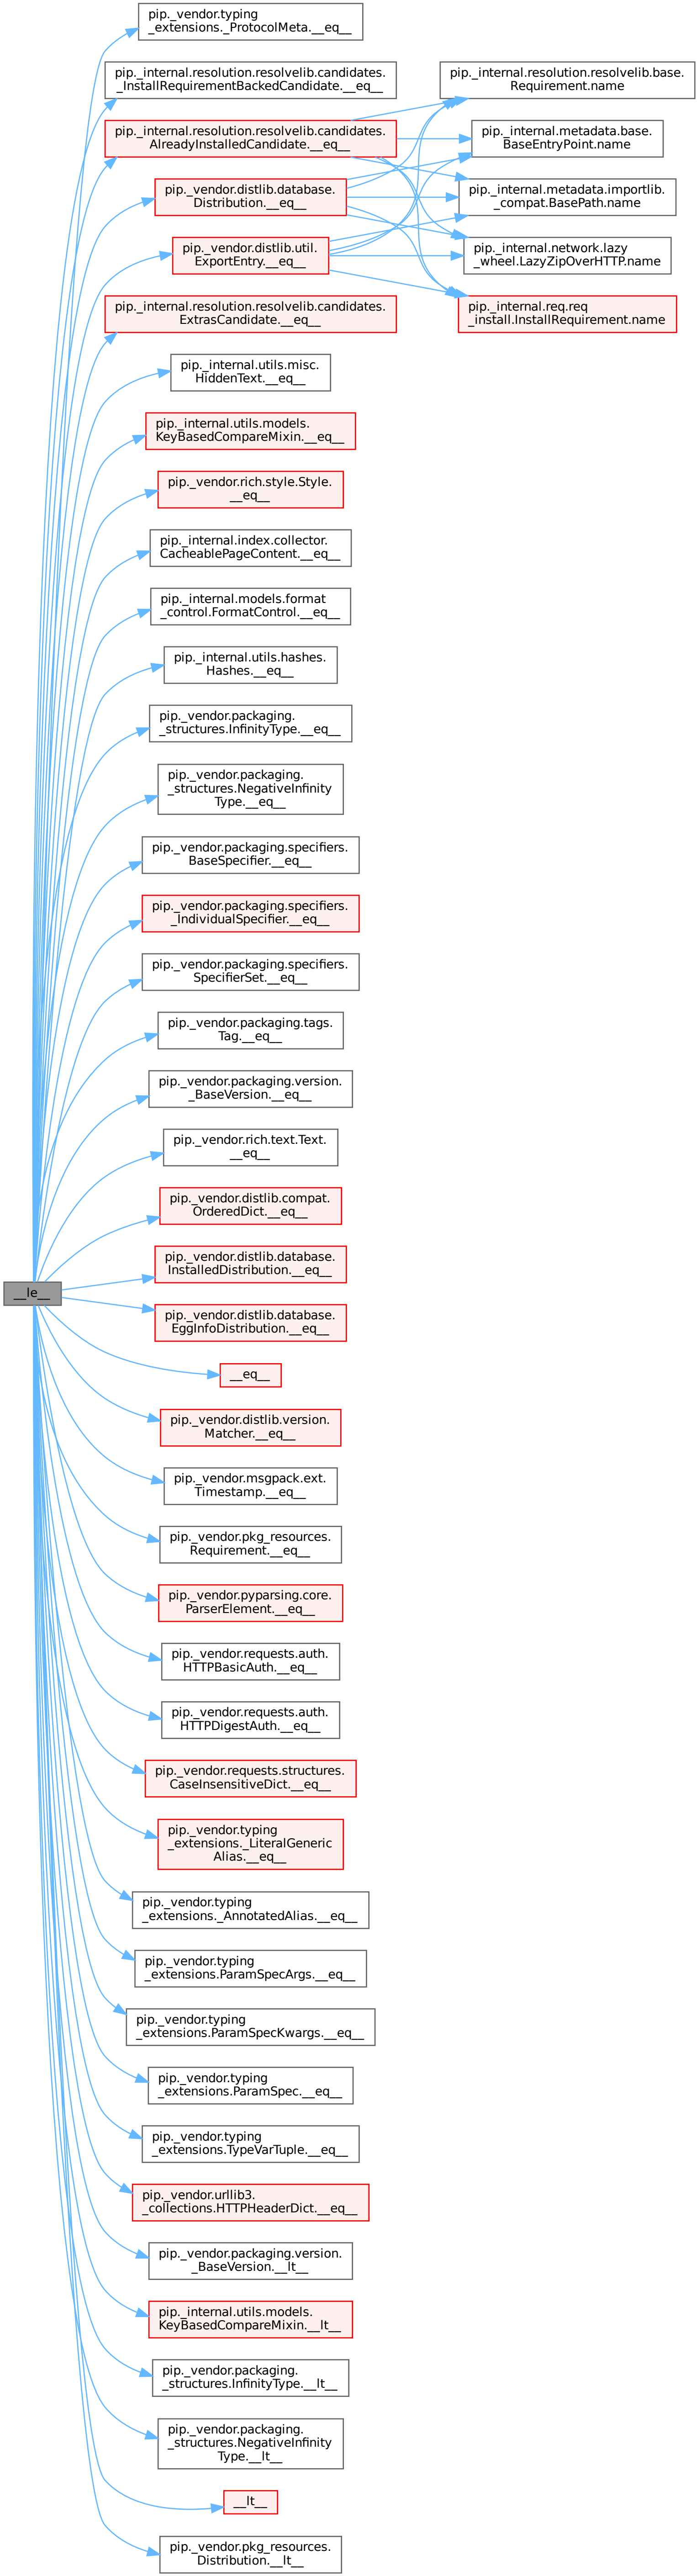 pip._vendor.typing
_extensions._ProtocolMeta.__eq__
pip._internal.resolution.resolvelib.candidates.
_InstallRequirementBackedCandidate.__eq__
pip._internal.resolution.resolvelib.base.
Requirement.name
pip._internal.resolution.resolvelib.candidates.
AlreadyInstalledCandidate.__eq__
pip._internal.metadata.base.
BaseEntryPoint.name
pip._vendor.distlib.database.
Distribution.__eq__
pip._internal.metadata.importlib.
_compat.BasePath.name
pip._vendor.distlib.util.
ExportEntry.__eq__
pip._internal.network.lazy
_wheel.LazyZipOverHTTP.name
pip._internal.resolution.resolvelib.candidates.
ExtrasCandidate.__eq__
pip._internal.req.req
_install.InstallRequirement.name
pip._internal.utils.misc.
HiddenText.__eq__
pip._internal.utils.models.
KeyBasedCompareMixin.__eq__
pip._vendor.rich.style.Style.
__eq__
pip._internal.index.collector.
CacheablePageContent.__eq__
pip._internal.models.format
_control.FormatControl.__eq__
pip._internal.utils.hashes.
Hashes.__eq__
pip._vendor.packaging.
_structures.InfinityType.__eq__
pip._vendor.packaging.
_structures.NegativeInfinity
Type.__eq__
pip._vendor.packaging.specifiers.
BaseSpecifier.__eq__
pip._vendor.packaging.specifiers.
_IndividualSpecifier.__eq__
pip._vendor.packaging.specifiers.
SpecifierSet.__eq__
pip._vendor.packaging.tags.
Tag.__eq__
pip._vendor.packaging.version.
_BaseVersion.__eq__
pip._vendor.rich.text.Text.
__eq__
pip._vendor.distlib.compat.
OrderedDict.__eq__
pip._vendor.distlib.database.
InstalledDistribution.__eq__
__le__
pip._vendor.distlib.database.
EggInfoDistribution.__eq__
__eq__
pip._vendor.distlib.version.
Matcher.__eq__
pip._vendor.msgpack.ext.
Timestamp.__eq__
pip._vendor.pkg_resources.
Requirement.__eq__
pip._vendor.pyparsing.core.
ParserElement.__eq__
pip._vendor.requests.auth.
HTTPBasicAuth.__eq__
pip._vendor.requests.auth.
HTTPDigestAuth.__eq__
pip._vendor.requests.structures.
CaseInsensitiveDict.__eq__
pip._vendor.typing
_extensions._LiteralGeneric
Alias.__eq__
pip._vendor.typing
_extensions._AnnotatedAlias.__eq__
pip._vendor.typing
_extensions.ParamSpecArgs.__eq__
pip._vendor.typing
_extensions.ParamSpecKwargs.__eq__
pip._vendor.typing
_extensions.ParamSpec.__eq__
pip._vendor.typing
_extensions.TypeVarTuple.__eq__
pip._vendor.urllib3.
_collections.HTTPHeaderDict.__eq__
pip._vendor.packaging.version.
_BaseVersion.__lt__
pip._internal.utils.models.
KeyBasedCompareMixin.__lt__
pip._vendor.packaging.
_structures.InfinityType.__lt__
pip._vendor.packaging.
_structures.NegativeInfinity
Type.__lt__
__lt__
pip._vendor.pkg_resources.
Distribution.__lt__